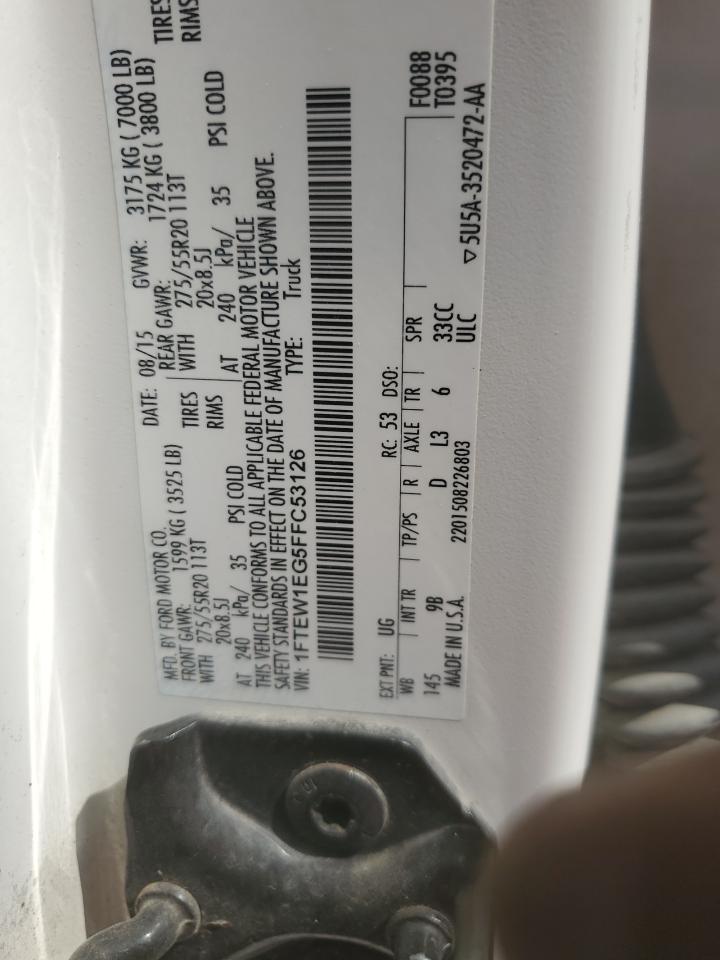 MFD. BY FORD MOTOR CO.
DATE: 08/15 GVWR: 3175 KG ( 7000 LB)
FRONT GAWR: 1599 KG ( 3525 LB) REAR GAWR: 1724 KG ( 3800 LB)
WITH 275/55R20 113T TIRES WITH 275/55R20 113T TIRES
20x8.5J RIMS 20x8.5J RIMS
AT 240 kPa/ 35 PSI COLD AT 240 kPa/ 35 PSI COLD
THIS VEHICLE CONFORMS TO ALL APPLICABLE FEDERAL MOTOR VEHICLE
SAFETY STANDARDS IN EFFECT ON THE DATE OF MANUFACTURE SHOWN ABOVE.
VIN: 1FTEW1EG5FFC53126 TYPE: Truck
EXT PNT: UG RC: 53 DSO: F0088
WB INT TR TP/PS R AXLE TR SPR T0395
145 9B D L3 6 33CC
MADE IN U.S.A. 2201508226803 ULC ▽ 5U5A-3520472-AA